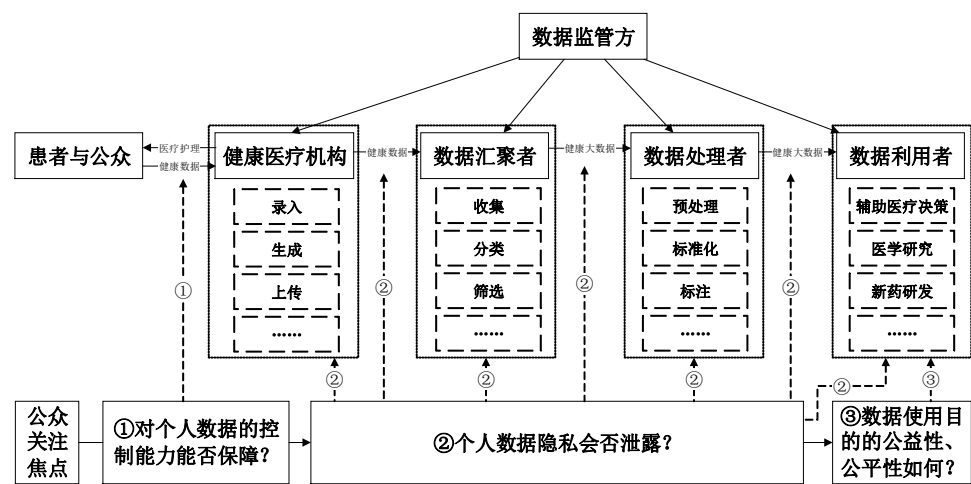 数据监管方
患者与公众
医疗护理
健康数据
健康医疗机构
健康数据
数据汇聚者
健康大数据
数据处理者
健康大数据
数据利用者
录入
生成
上传
……
收集
分类
筛选
……
预处理
标准化
标注
……
辅助医疗决策
医学研究
新药研发
……
①
②
②
②
②
②
②
②
②
③
公众
关注
焦点
①对个人数据的控
制能力能否保障？
②个人数据隐私会否泄露？
③数据使用目
的的公益性、
公平性如何？